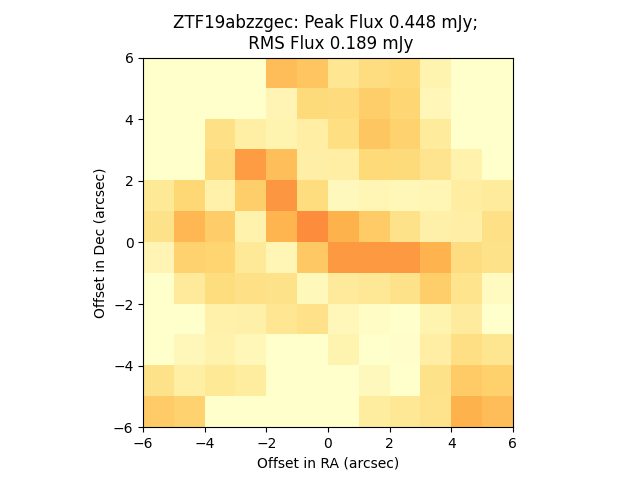 ZTF19abzzgec: Peak Flux 0.448 mJy;
RMS Flux 0.189 mJy
6
4
2
0
−2
−4
−6
Offset in Dec (arcsec)
−6 −4 −2 0 2 4 6
Offset in RA (arcsec)